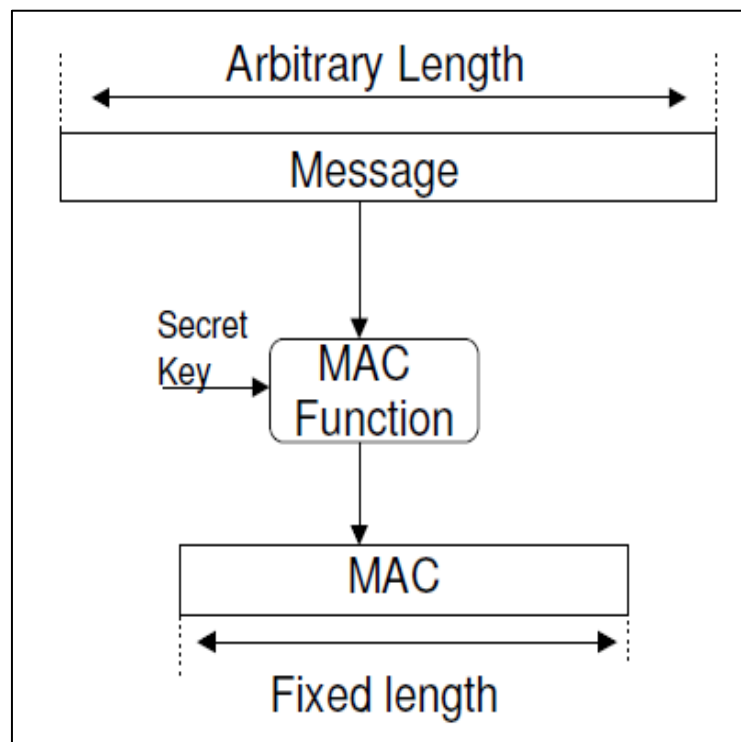 Arbitrary Length
Message
Secret
Key
MAC
Function
MAC
Fixed length